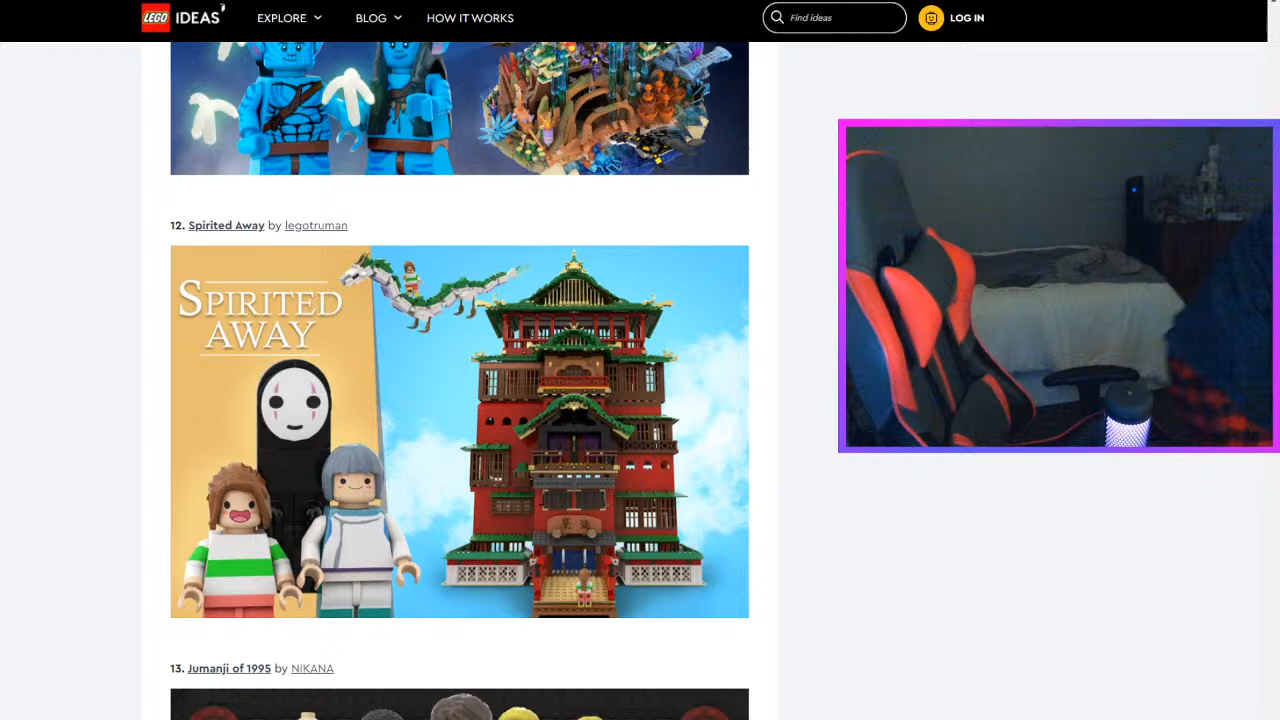 LEGO IDEAS EXPLORE BLOG HOW IT WORKS Find ideas LOG IN
12. Spirited Away by legotruman
SPIRITED
AWAY
13. Jumanji of 1995 by NIKANA